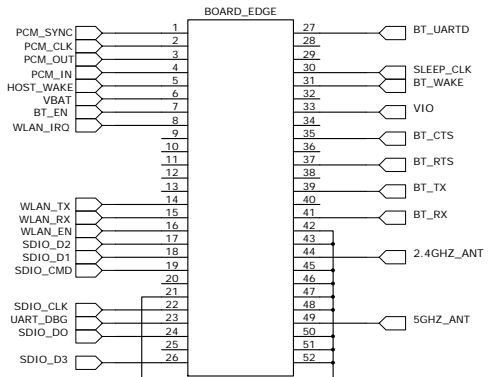 BOARD_EDGE
PCM_SYNC 1 27 BT_UARTD
PCM_CLK 2 28
PCM_OUT 3 29
PCM_IN 4 30 SLEEP_CLK
HOST_WAKE 5 31 BT_WAKE
VBAT 6 32
BT_EN 7 33 VIO
WLAN_IRQ 8 34
9 35 BT_CTS
10 36
11 37 BT_RTS
12 38
13 39 BT_TX
WLAN_TX 14 40
WLAN_RX 15 41 BT_RX
WLAN_EN 16 42
SDIO_D2 17 43
SDIO_D1 18 44 2.4GHZ_ANT
SDIO_CMD 19 45
20 46
21 47
SDIO_CLK 22 48
UART_DBG 23 49 5GHZ_ANT
SDIO_DO 24 50
25 51
SDIO_D3 26 52